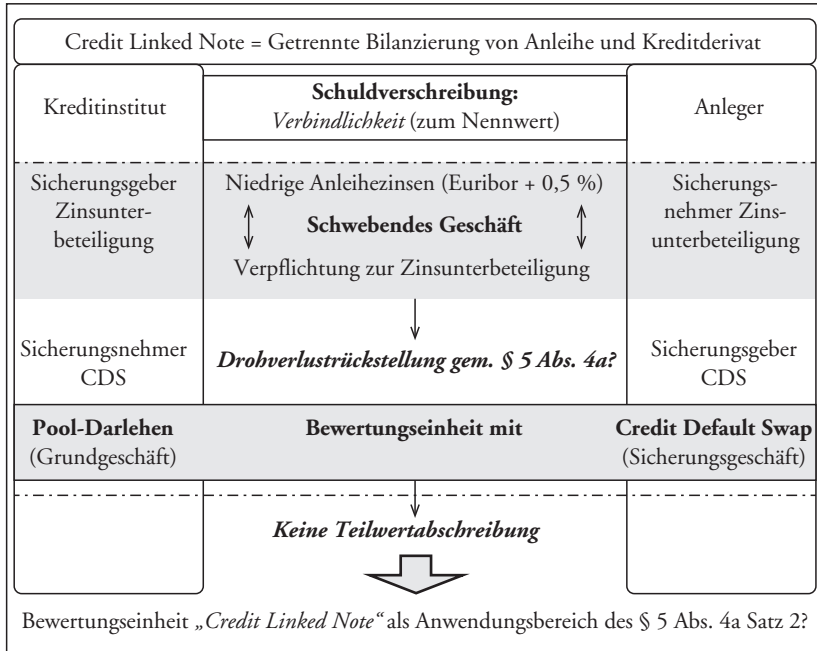 Credit Linked Note = Getrennte Bilanzierung von Anleihe und Kreditderivat
Kreditinstitut
Schuldverschreibung:
Verbindlichkeit (zum Nennwert)
Anleger
Sicherungsgeber
Zinsunter-
beteiligung
Niedrige Anleihezinsen (Euribor + 0,5 %)
Schwebendes Geschäft
Verpflichtung zur Zinsunterbeteiligung
Sicherungs-
nehmer Zins-
unterbeteiligung
Sicherungsnehmer
CDS
Drohverlustrückstellung gem. § 5 Abs. 4a?
Sicherungsgeber
CDS
Pool-Darlehen
(Grundgeschäft)
Bewertungseinheit mit
Credit Default Swap
(Sicherungsgeschäft)
Keine Teilwertabschreibung
Bewertungseinheit „Credit Linked Note“ als Anwendungsbereich des § 5 Abs. 4a Satz 2?